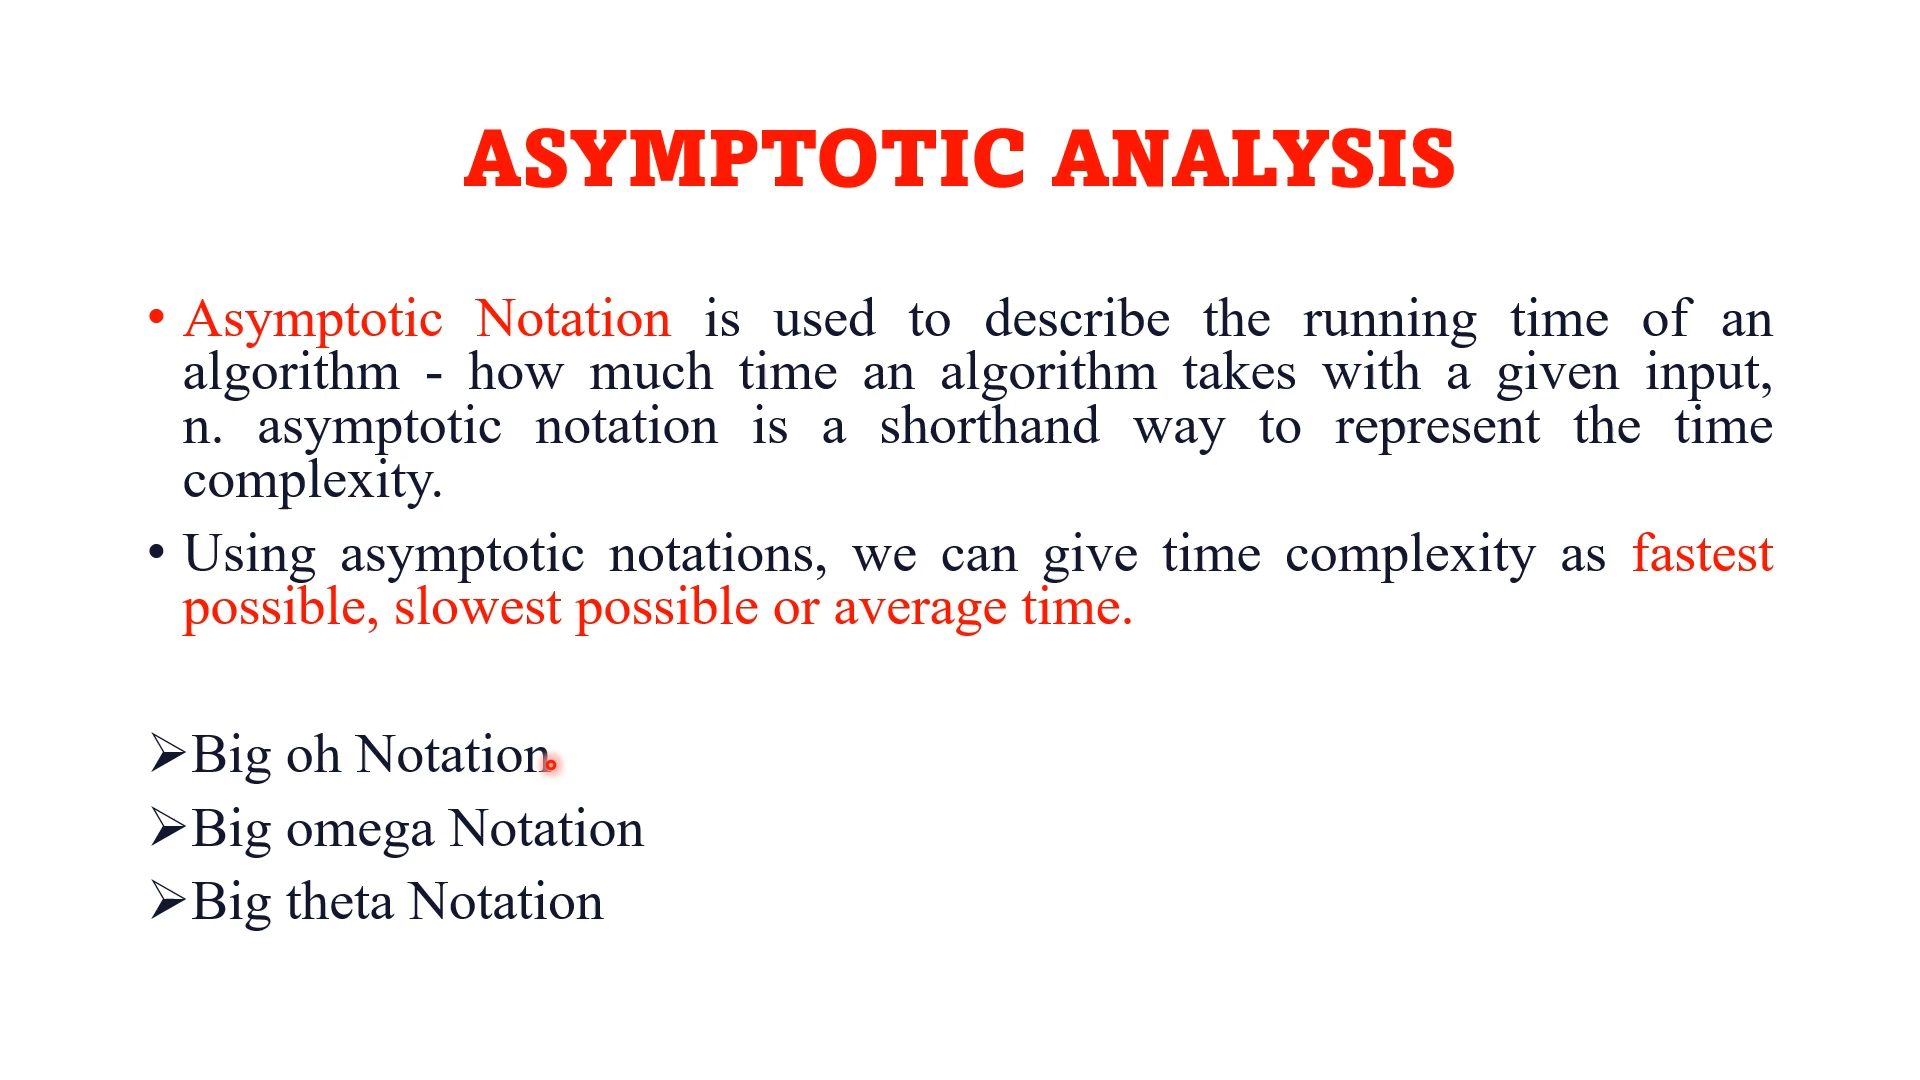 ASYMPTOTIC ANALYSIS
• Asymptotic Notation is used to describe the running time of an
algorithm - how much time an algorithm takes with a given input,
n. asymptotic notation is a shorthand way to represent the time
complexity.
• Using asymptotic notations, we can give time complexity as fastest
possible, slowest possible or average time.
➢Big oh Notation
➢Big omega Notation
➢Big theta Notation